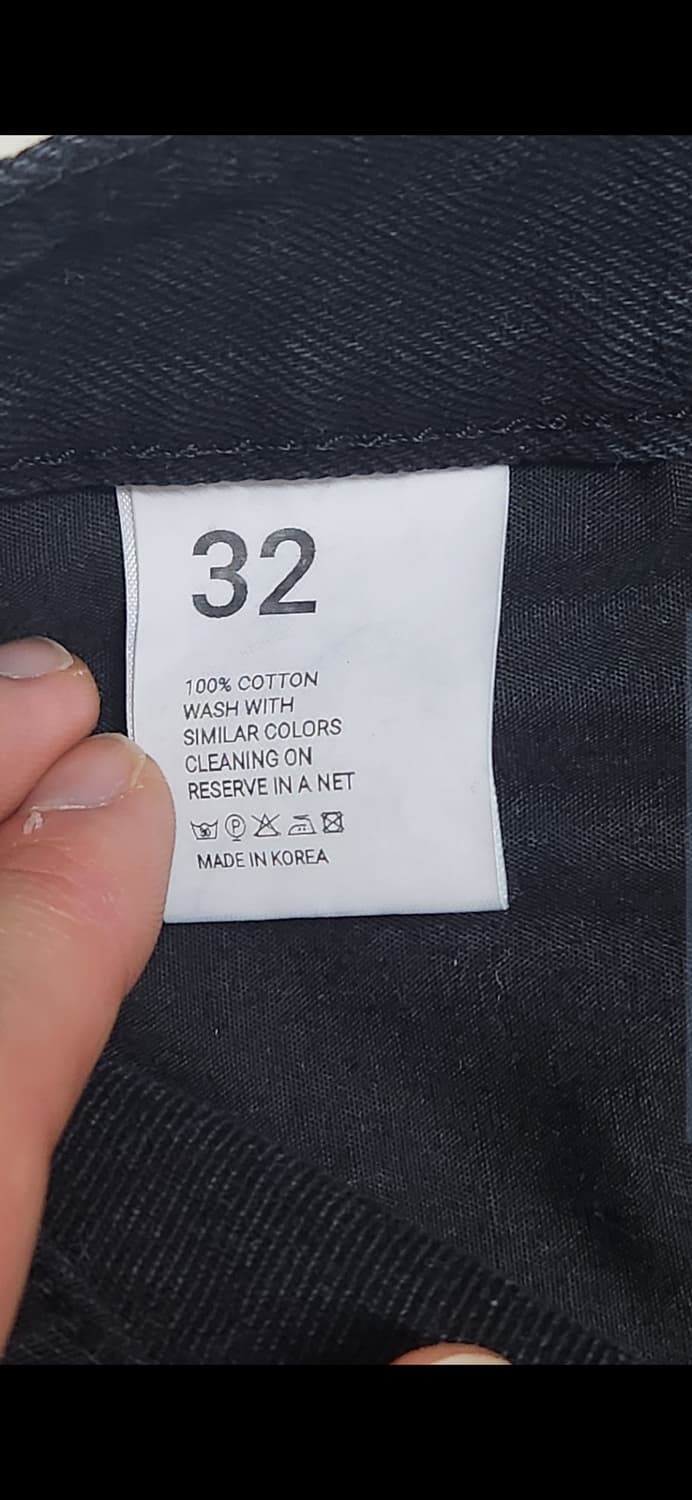 32
100% COTTON
WASH WITH
SIMILAR COLORS
CLEANING ON
RESERVE IN A NET
P
MADE IN KOREA